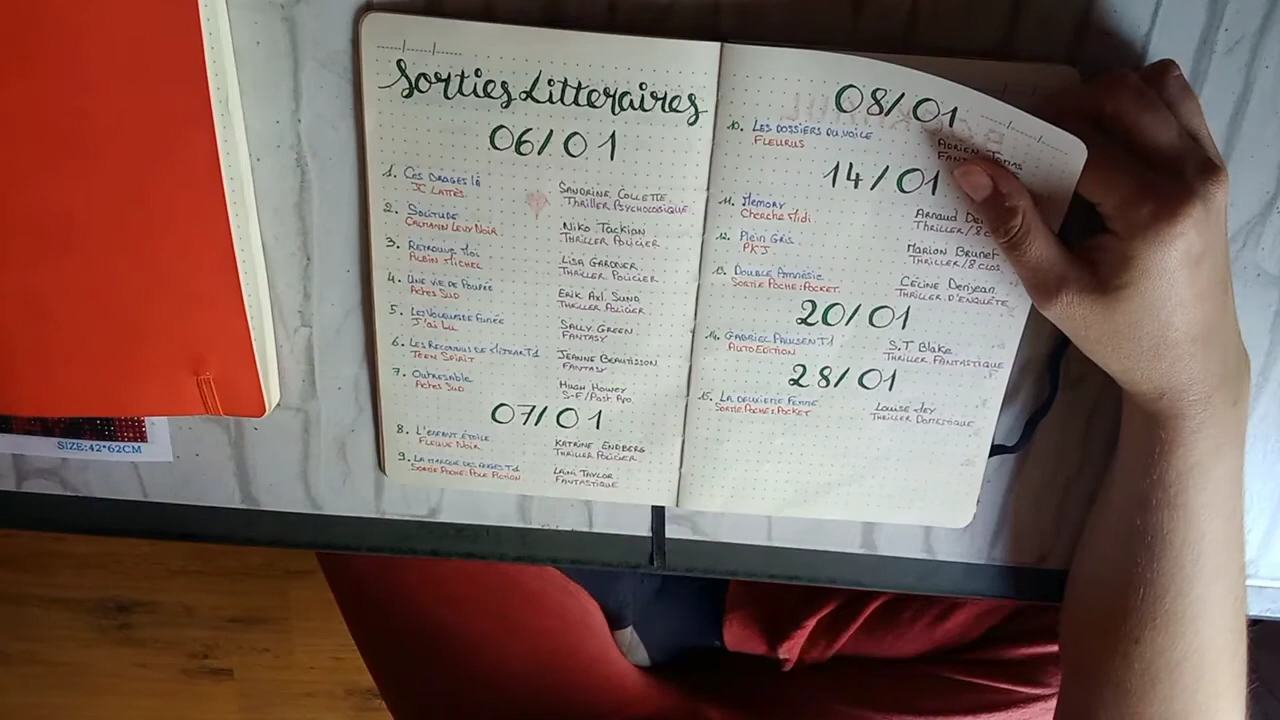 Sorties Litteraires
06/01
1. Ces orages là
JC Lattès
Sandrine Collette
Thriller Psychologique
2. Solitude
Calmann Levy Noir
Niko Tackian
Thriller Policier
3. Retrouve Moi
Albin Michel
Lisa Gardner
Thriller Policier
4. Une vie de Poupée
Actes Sud
Erik Axl Sund
Thriller Policier
5. Les Voleurs de Fumée
J'ai Lu
Sally Green
Fantasy
6. Les Reconnus de T1
Teen Spirit
Jeanne
Fantasy
7. Outresable
Actes Sud
Hugh Howey
S-F/Post Apo.
07/01
8. L'enfant étoile
Fleuve Noir
Katrine Engberg
Thriller Policier
9. La marque des anges T1
Sortie Poche: Pole Fiction
Laini Taylor
Fantastique
08/01
10. Les dossiers du voile
Fleurus
Adrien Tomas
Fant
14/01
11. Memory
Cherche Midi
Arnaud De
Thriller/8 c
12. Plein Gris
PKJ
Marion Brunet
Thriller/8 clos
13. Double Amnésie
Sortie Poche: Pocket
Céline Denjean
Thriller d'enquête
20/01
14. Gabriel Paulsen T1
Auto Edition
S.T Blake
Thriller Fantastique
28/01
15. La deuxième femme
Sortie Poche: Pocket
Louise Mey
Thriller Domestique
SIZE:42*62CM